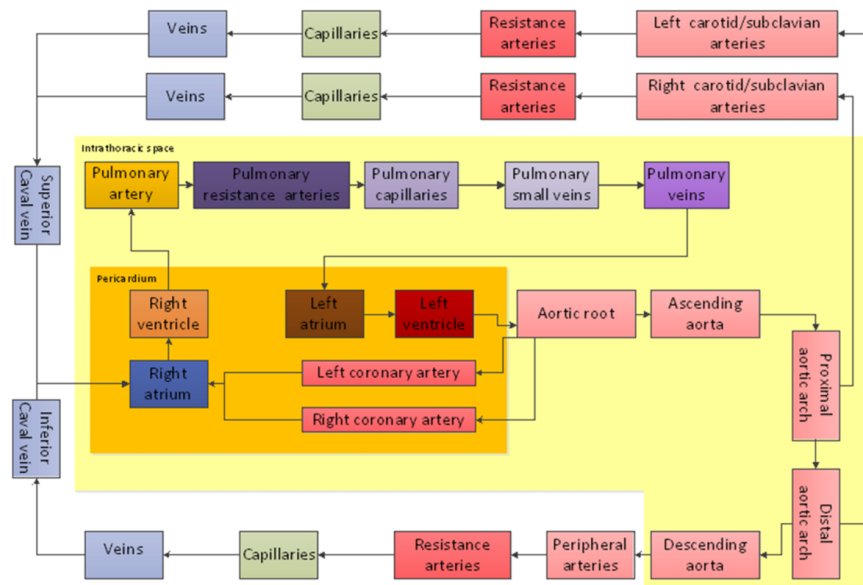 Veins
Capillaries
Resistance
arteries
Left carotid/subclavian
arteries
Veins
Capillaries
Resistance
arteries
Right carotid/subclavian
arteries
Intrathoracic space
Superior
Caval vein
Pulmonary
artery
Pulmonary
resistance arteries
Pulmonary
capillaries
Pulmonary
small veins
Pulmonary
veins
Pericardium
Right
ventricle
Left
atrium
Left
ventricle
Aortic root
Ascending
aorta
Right
atrium
Left coronary artery
Proximal
aortic arch
Right coronary artery
Inferior
Caval vein
Distal
aortic arch
Veins
Capillaries
Resistance
arteries
Peripheral
arteries
Descending
aorta